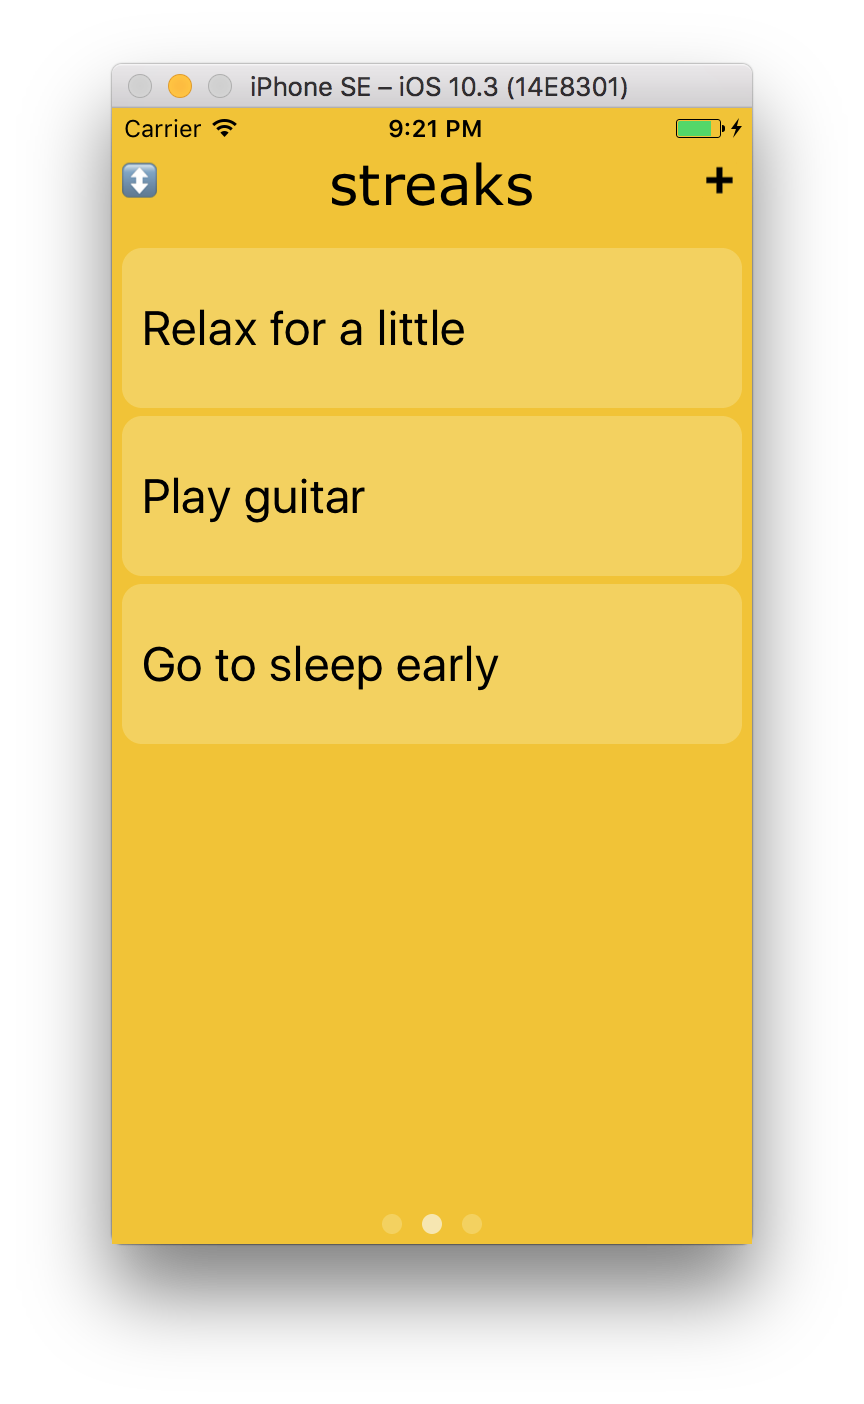 iPhone SE – iOS 10.3 (14E8301)
Carrier 9:21 PM
streaks
Relax for a little
Play guitar
Go to sleep early